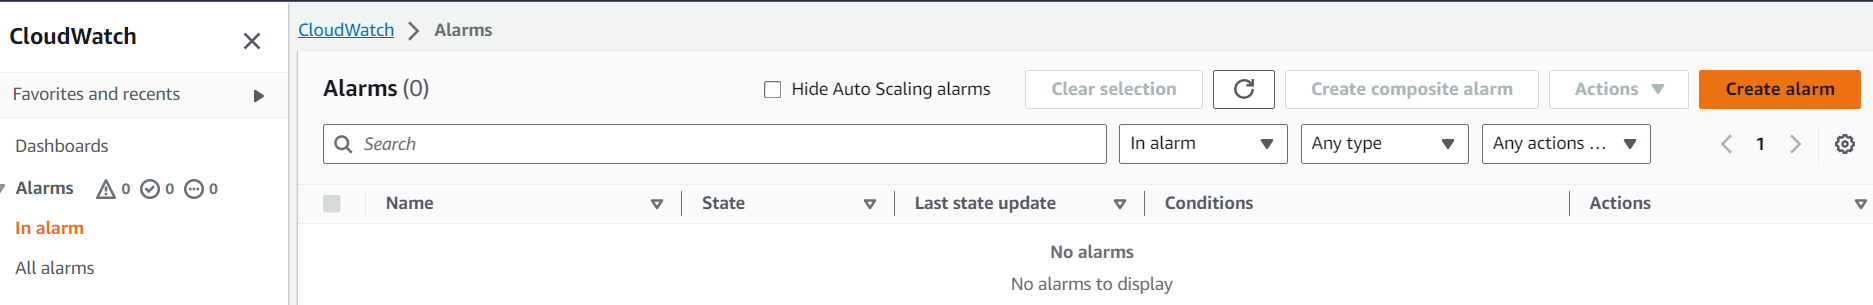 CloudWatch
Favorites and recents
Dashboards
Alarms 0 0 0
In alarm
All alarms
CloudWatch Alarms
Alarms (0) Hide Auto Scaling alarms Clear selection Create composite alarm Actions Create alarm
Search In alarm Any type Any actions ... 1
Name State Last state update Conditions Actions
No alarms
No alarms to display